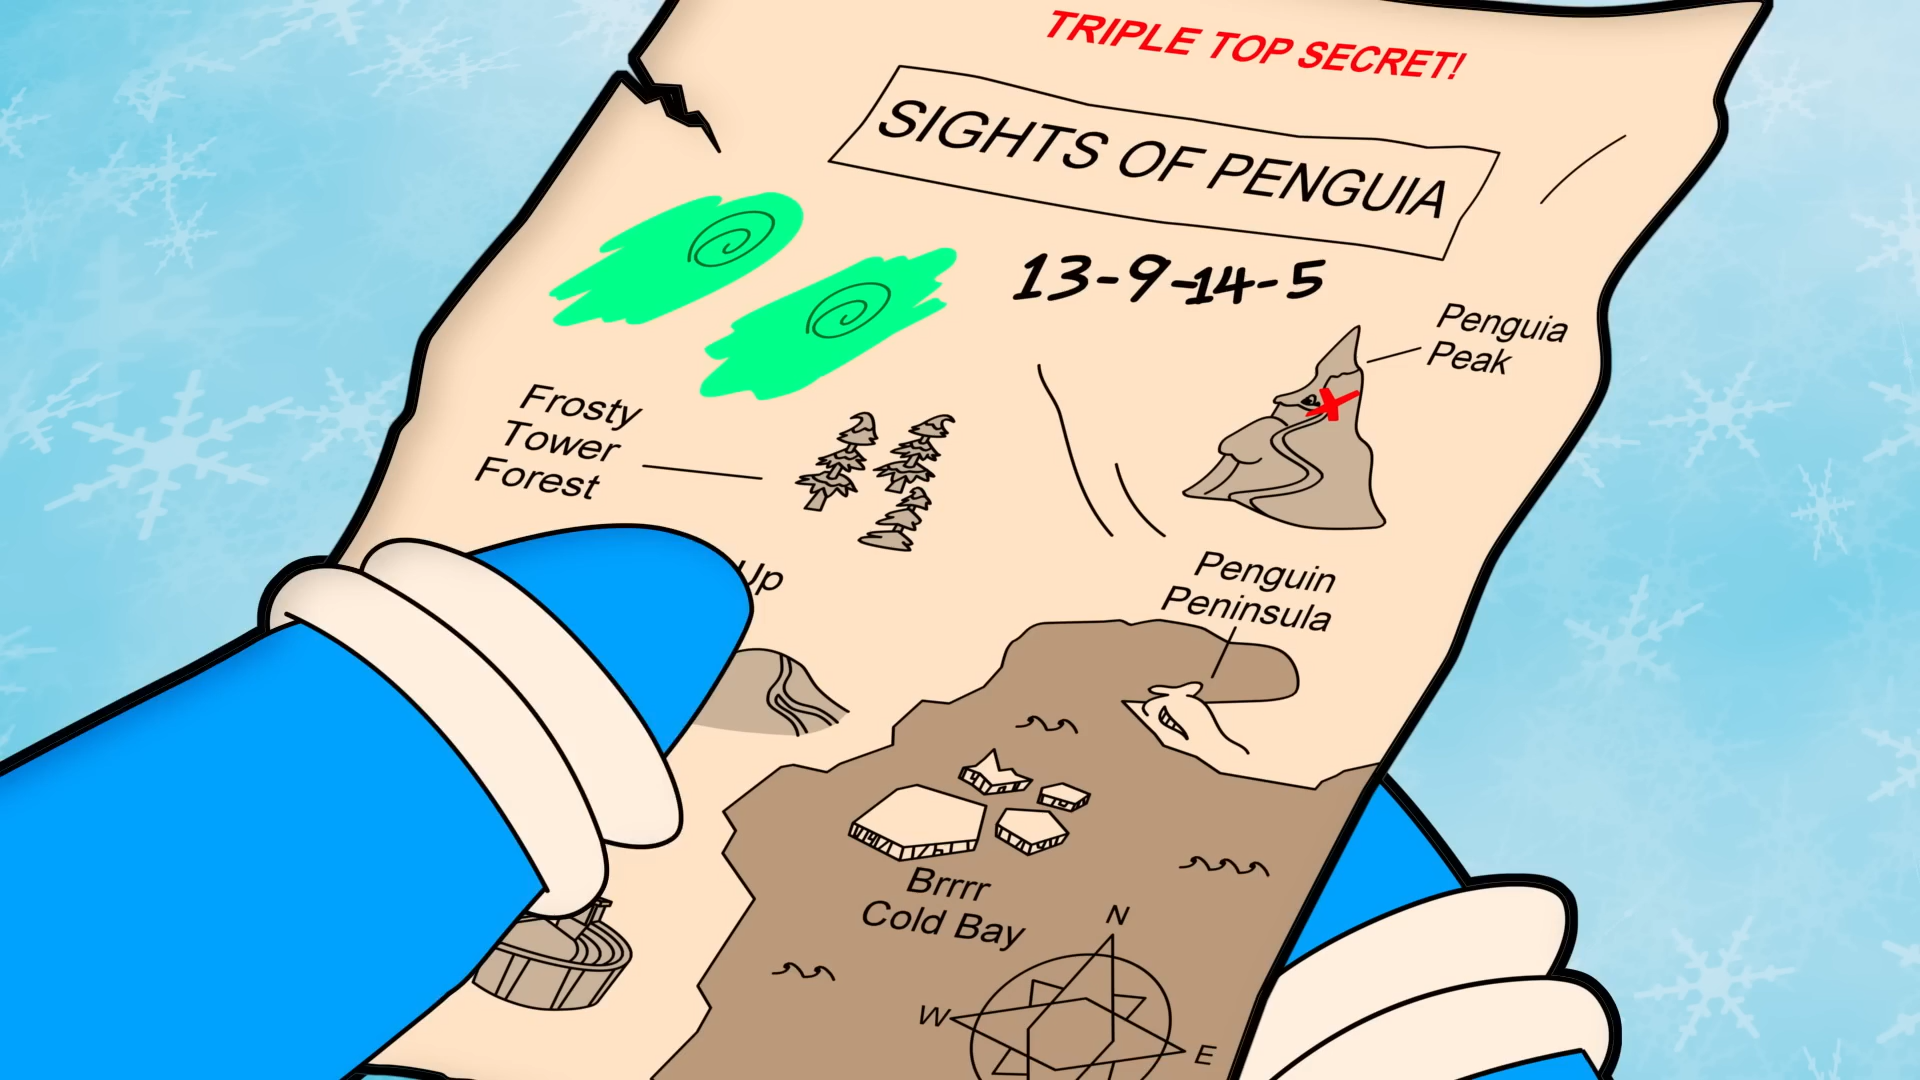 TRIPLE TOP SECRET!
SIGHTS OF PENGUIA
13-9-14-5
Penguia
Peak
Frosty
Tower
Forest
Up
Penguin
Peninsula
Brrrr
Cold Bay
N
W
E